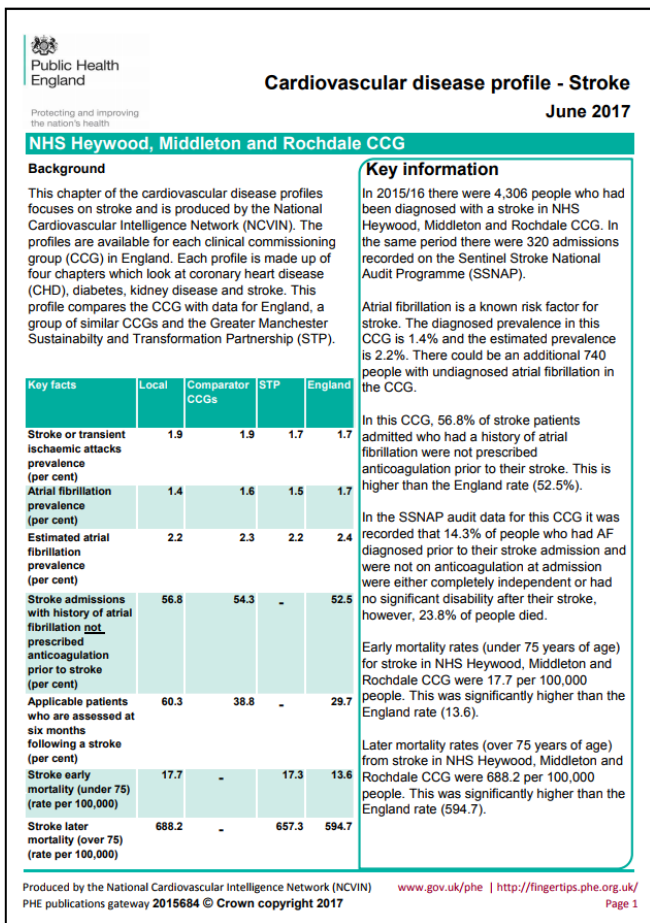 Public Health
England
Protecting and improving
the nation's health
Cardiovascular disease profile - Stroke
June 2017
NHS Heywood, Middleton and Rochdale CCG
Background
This chapter of the cardiovascular disease profiles
focuses on stroke and is produced by the National
Cardiovascular Intelligence Network (NCVIN). The
profiles are available for each clinical commissioning
group (CCG) in England. Each profile is made up of
four chapters which look at coronary heart disease
(CHD), diabetes, kidney disease and stroke. This
profile compares the CCG with data for England, a
group of similar CCGs and the Greater Manchester
Sustainabilty and Transformation Partnership (STP).
Key facts Local Comparator STP England
CCGs
Stroke or transient 1.9 1.9 1.7 1.7
ischaemic attacks
prevalence
(per cent)
Atrial fibrillation 1.4 1.6 1.5 1.7
prevalence
(per cent)
Estimated atrial 2.2 2.3 2.2 2.4
fibrillation
prevalence
(per cent)
Stroke admissions 56.8 54.3 - 52.5
with history of atrial
fibrillation not
prescribed
anticoagulation
prior to stroke
(per cent)
Applicable patients 60.3 38.8 - 29.7
who are assessed at
six months
following a stroke
(per cent)
Stroke early 17.7 - 17.3 13.6
mortality (under 75)
(rate per 100,000)
Stroke later 688.2 - 657.3 594.7
mortality (over 75)
(rate per 100,000)
Key information
In 2015/16 there were 4,306 people who had
been diagnosed with a stroke in NHS
Heywood, Middleton and Rochdale CCG. In
the same period there were 320 admissions
recorded on the Sentinel Stroke National
Audit Programme (SSNAP).
Atrial fibrillation is a known risk factor for
stroke. The diagnosed prevalence in this
CCG is 1.4% and the estimated prevalence
is 2.2%. There could be an additional 740
people with undiagnosed atrial fibrillation in
the CCG.
In this CCG, 56.8% of stroke patients
admitted who had a history of atrial
fibrillation were not prescribed
anticoagulation prior to their stroke. This is
higher than the England rate (52.5%).
In the SSNAP audit data for this CCG it was
recorded that 14.3% of people who had AF
diagnosed prior to their stroke admission and
were not on anticoagulation at admission
were either completely independent or had
no significant disability after their stroke,
however, 23.8% of people died.
Early mortality rates (under 75 years of age)
for stroke in NHS Heywood, Middleton and
Rochdale CCG were 17.7 per 100,000
people. This was significantly higher than the
England rate (13.6).
Later mortality rates (over 75 years of age)
from stroke in NHS Heywood, Middleton and
Rochdale CCG were 688.2 per 100,000
people. This was significantly higher than the
England rate (594.7).
Produced by the National Cardiovascular Intelligence Network (NCVIN) www.gov.uk/phe | http://fingertips.phe.org.uk/
PHE publications gateway 2015684 © Crown copyright 2017 Page 1